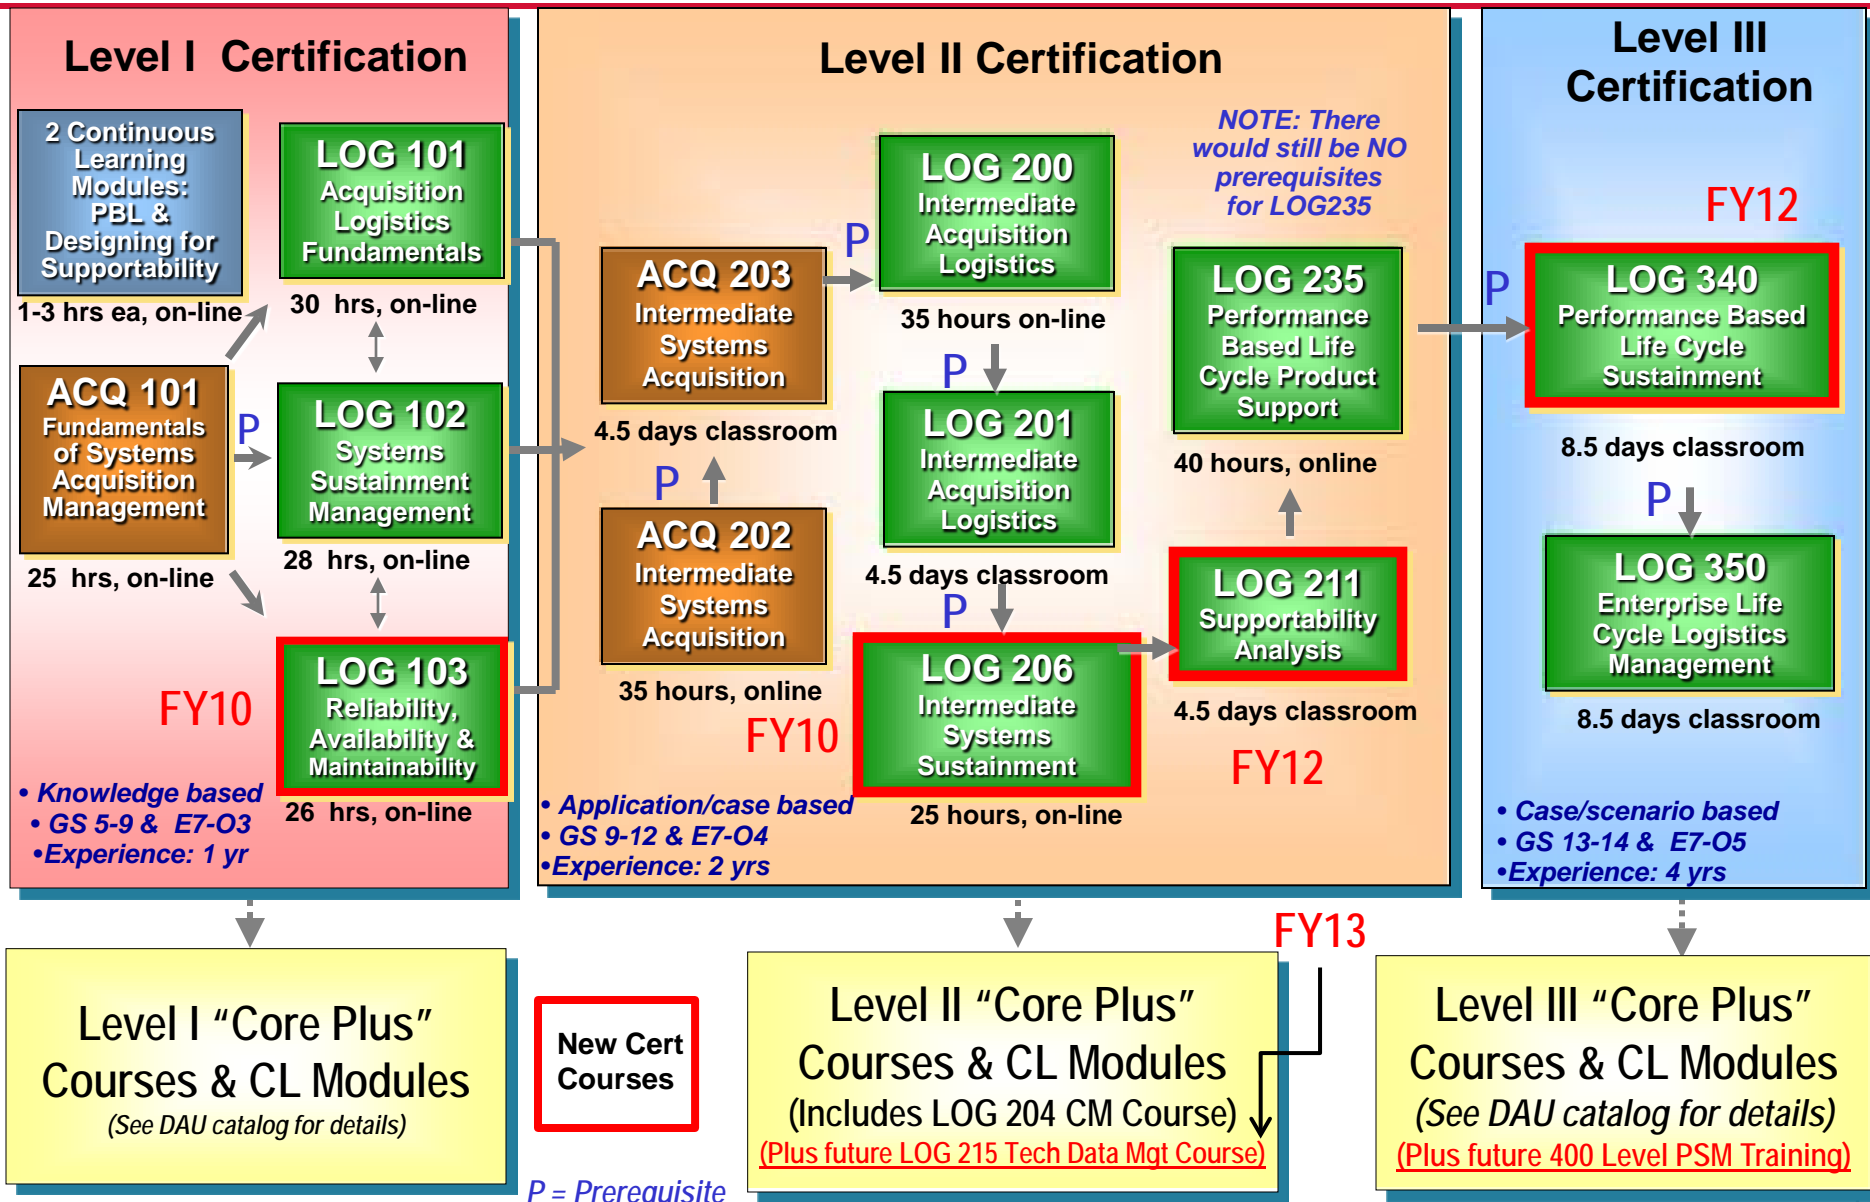 Level I  Certification
2 Continuous
Learning
Modules:
PBL &
Designing for
Supportability
1-3 hrs ea, on-line
LOG 101
Acquisition
Logistics
Fundamentals
30  hrs, on-line
ACQ 101
Fundamentals
of Systems
Acquisition
Management
25  hrs, on-line
P
LOG 102
Systems
Sustainment
Management
28  hrs, on-line
FY10
LOG 103
Reliability,
Availability &
Maintainability
26  hrs, on-line
• Knowledge based
• GS 5-9 &  E7-O3
•Experience: 1 yr
Level II Certification
ACQ 203
Intermediate
Systems
Acquisition
4.5 days classroom
P
ACQ 202
Intermediate
Systems
Acquisition
35 hours, online
P
LOG 200
Intermediate
Acquisition
Logistics
35 hours on-line
P
LOG 201
Intermediate
Acquisition
Logistics
4.5 days classroom
P
FY10
LOG 206
Intermediate
Systems
Sustainment
25 hours, on-line
NOTE: There
would still be NO
prerequisites
for LOG235
LOG 235
Performance
Based Life
Cycle Product
Support
40 hours, online
LOG 211
Supportability
Analysis
4.5 days classroom
FY12
• Application/case based
• GS 9-12 & E7-O4
•Experience: 2 yrs
Level III
Certification
FY12
P
LOG 340
Performance Based
Life Cycle
Sustainment
8.5 days classroom
P
LOG 350
Enterprise Life
Cycle Logistics
Management
8.5 days classroom
• Case/scenario based
• GS 13-14 &  E7-O5
•Experience: 4 yrs
Level I “Core Plus”
Courses & CL Modules
(See DAU catalog for details)
New Cert
Courses
P = Prerequisite
FY13
Level II “Core Plus”
Courses & CL Modules
(Includes LOG 204 CM Course)
(Plus future LOG 215 Tech Data Mgt Course)
Level III “Core Plus”
Courses & CL Modules
(See DAU catalog for details)
(Plus future 400 Level PSM Training)